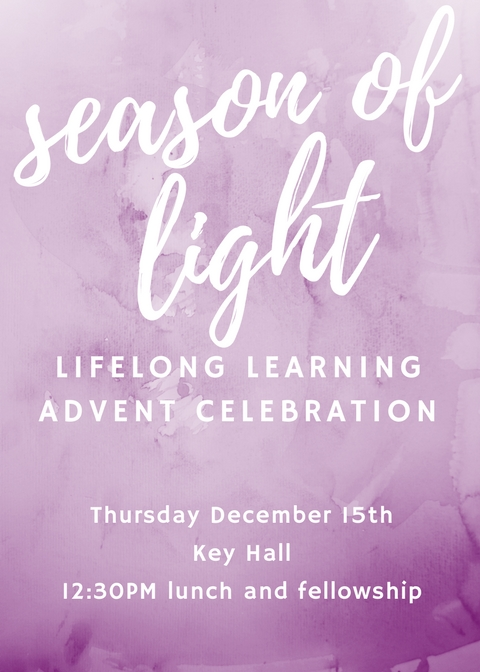 season of
light
LIFELONG LEARNING
ADVENT CELEBRATION
Thursday December 15th
Key Hall
12:30PM lunch and fellowship